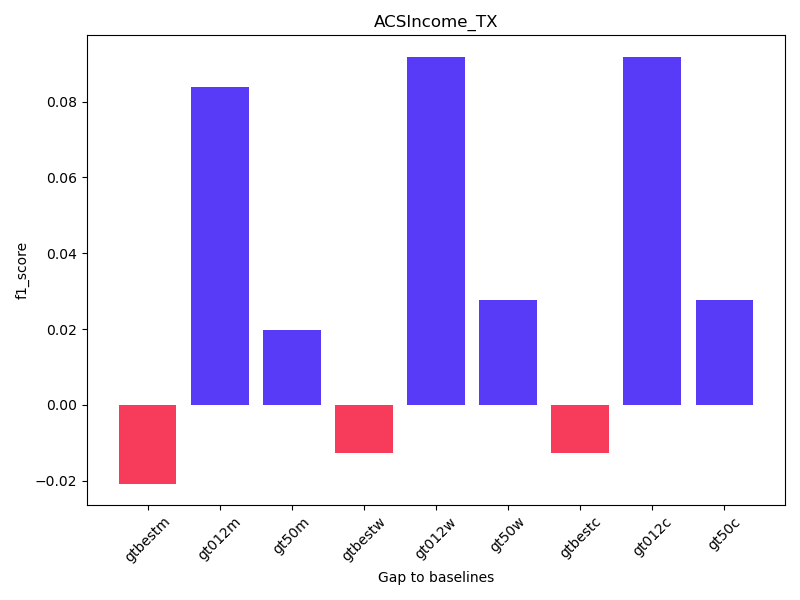 ACSIncome_TX
f1_score
0.08
0.06
0.04
0.02
0.00
−0.02
gtbestm
gt012m
gt50m
gtbestw
gt012w
gt50w
gtbestc
gt012c
gt50c
Gap to baselines